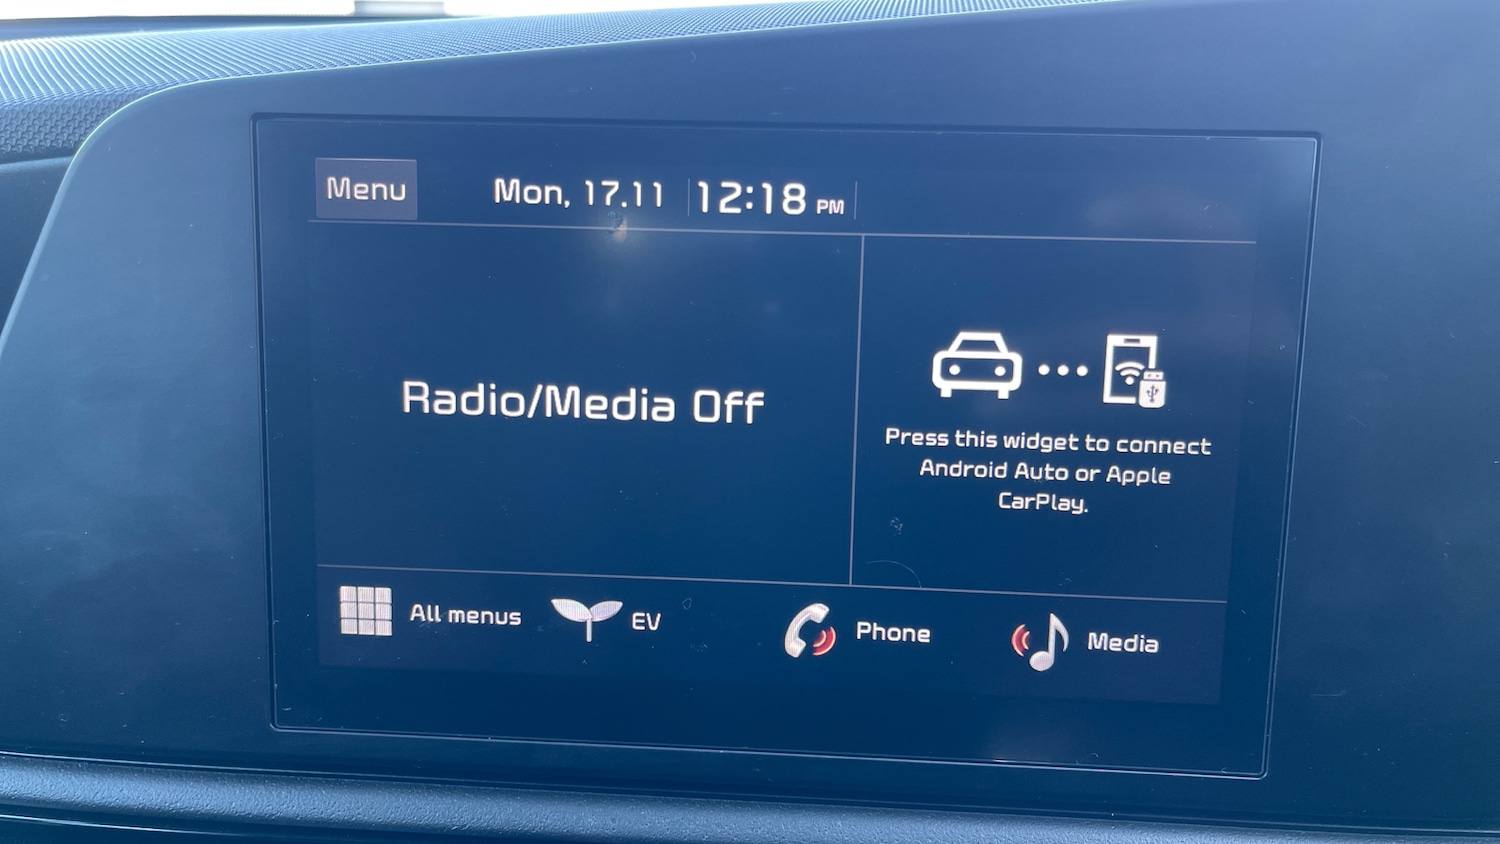 Menu
Mon, 17.11
12:18 PM
Radio/Media Off
Press this widget to connect
Android Auto or Apple
CarPlay.
All menus
EV
Phone
Media